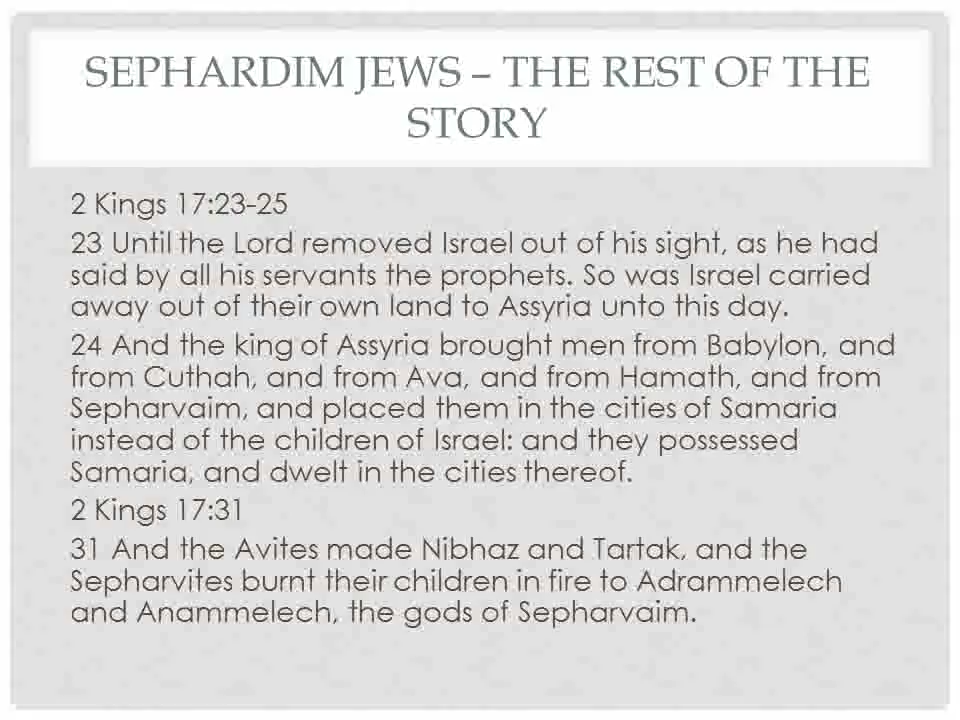 SEPHARDIM JEWS – THE REST OF THE
STORY
2 Kings 17:23-25
23 Until the Lord removed Israel out of his sight, as he had
said by all his servants the prophets. So was Israel carried
away out of their own land to Assyria unto this day.
24 And the king of Assyria brought men from Babylon, and
from Cuthah, and from Ava, and from Hamath, and from
Sepharvaim, and placed them in the cities of Samaria
instead of the children of Israel: and they possessed
Samaria, and dwelt in the cities thereof.
2 Kings 17:31
31 And the Avites made Nibhaz and Tartak, and the
Sepharvites burnt their children in fire to Adrammelech
and Anammelech, the gods of Sepharvaim.